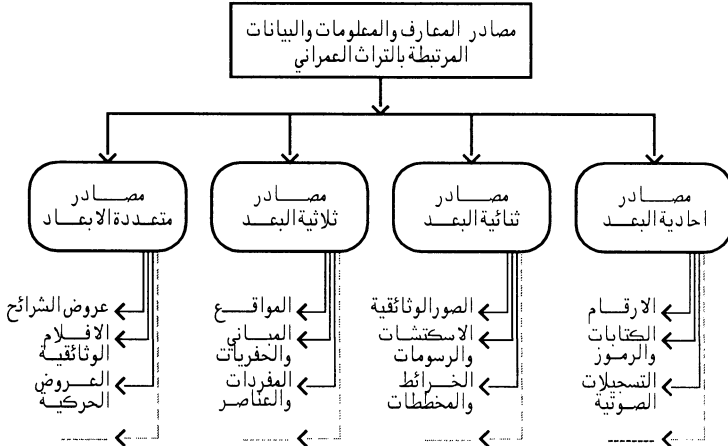 مصادر المعارف والمعلومات والبيانات
المرتبطة بالتراث العمراني
مصادر
احادية البعد
الارقام
الكتابات
والرموز
التسجيلات
الصوتية
مصادر
ثنائية البعد
الصور الوثائقية
الاسكتشات
والرسومات
الخرائط
والمخططات
مصادر
ثلاثية البعد
المواقع
المباني
والحفريات
المفردات
والعناصر
مصادر
متعددة الابعاد
عروض الشرائح
الافلام
الوثائقية
العروض
الحركية